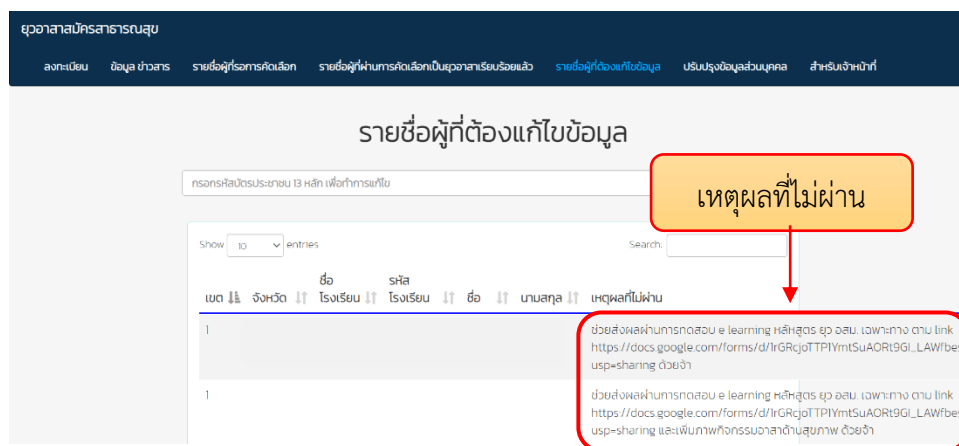 ยุวอาสาสมัครสาธารณสุข
ลงทะเบียน ข้อมูล ข่าวสาร รายชื่อผู้ที่รอการคัดเลือก รายชื่อผู้ที่ผ่านการคัดเลือกเป็นยุวอาสาเรียบร้อยแล้ว รายชื่อผู้ที่ต้องแก้ไขข้อมูล ปรับปรุงข้อมูลส่วนบุคคล สำหรับเจ้าหน้าที่
รายชื่อผู้ที่ต้องแก้ไขข้อมูล
กรอกรหัสบัตรประชาชน 13 หลัก เพื่อทำการแก้ไข
เหตุผลที่ไม่ผ่าน
Show 10 entries Search:
ชื่อ รหัส
เขต จังหวัด โรงเรียน โรงเรียน ชื่อ นามสกุล เหตุผลที่ไม่ผ่าน
1 ช่วยส่งผลผ่านการทดสอบ e learning หลัหสูตร ยุว อสม. เฉพาะทาง ตาม link
https://docs.google.com/forms/d/1rGRcjoTTP1YmtSuAORt9GI_LAWfbes
usp=sharing ด้วยจ้า
1 ช่วยส่งผลผ่านการทดสอบ e learning หลัหสูตร ยุว อสม. เฉพาะทาง ตาม link
https://docs.google.com/forms/d/1rGRcjoTTP1YmtSuAORt9GI_LAWfbes
usp=sharing และเพิ่มภาพกิจกรรมอาสาด้านสุขภาพ ด้วยจ้า